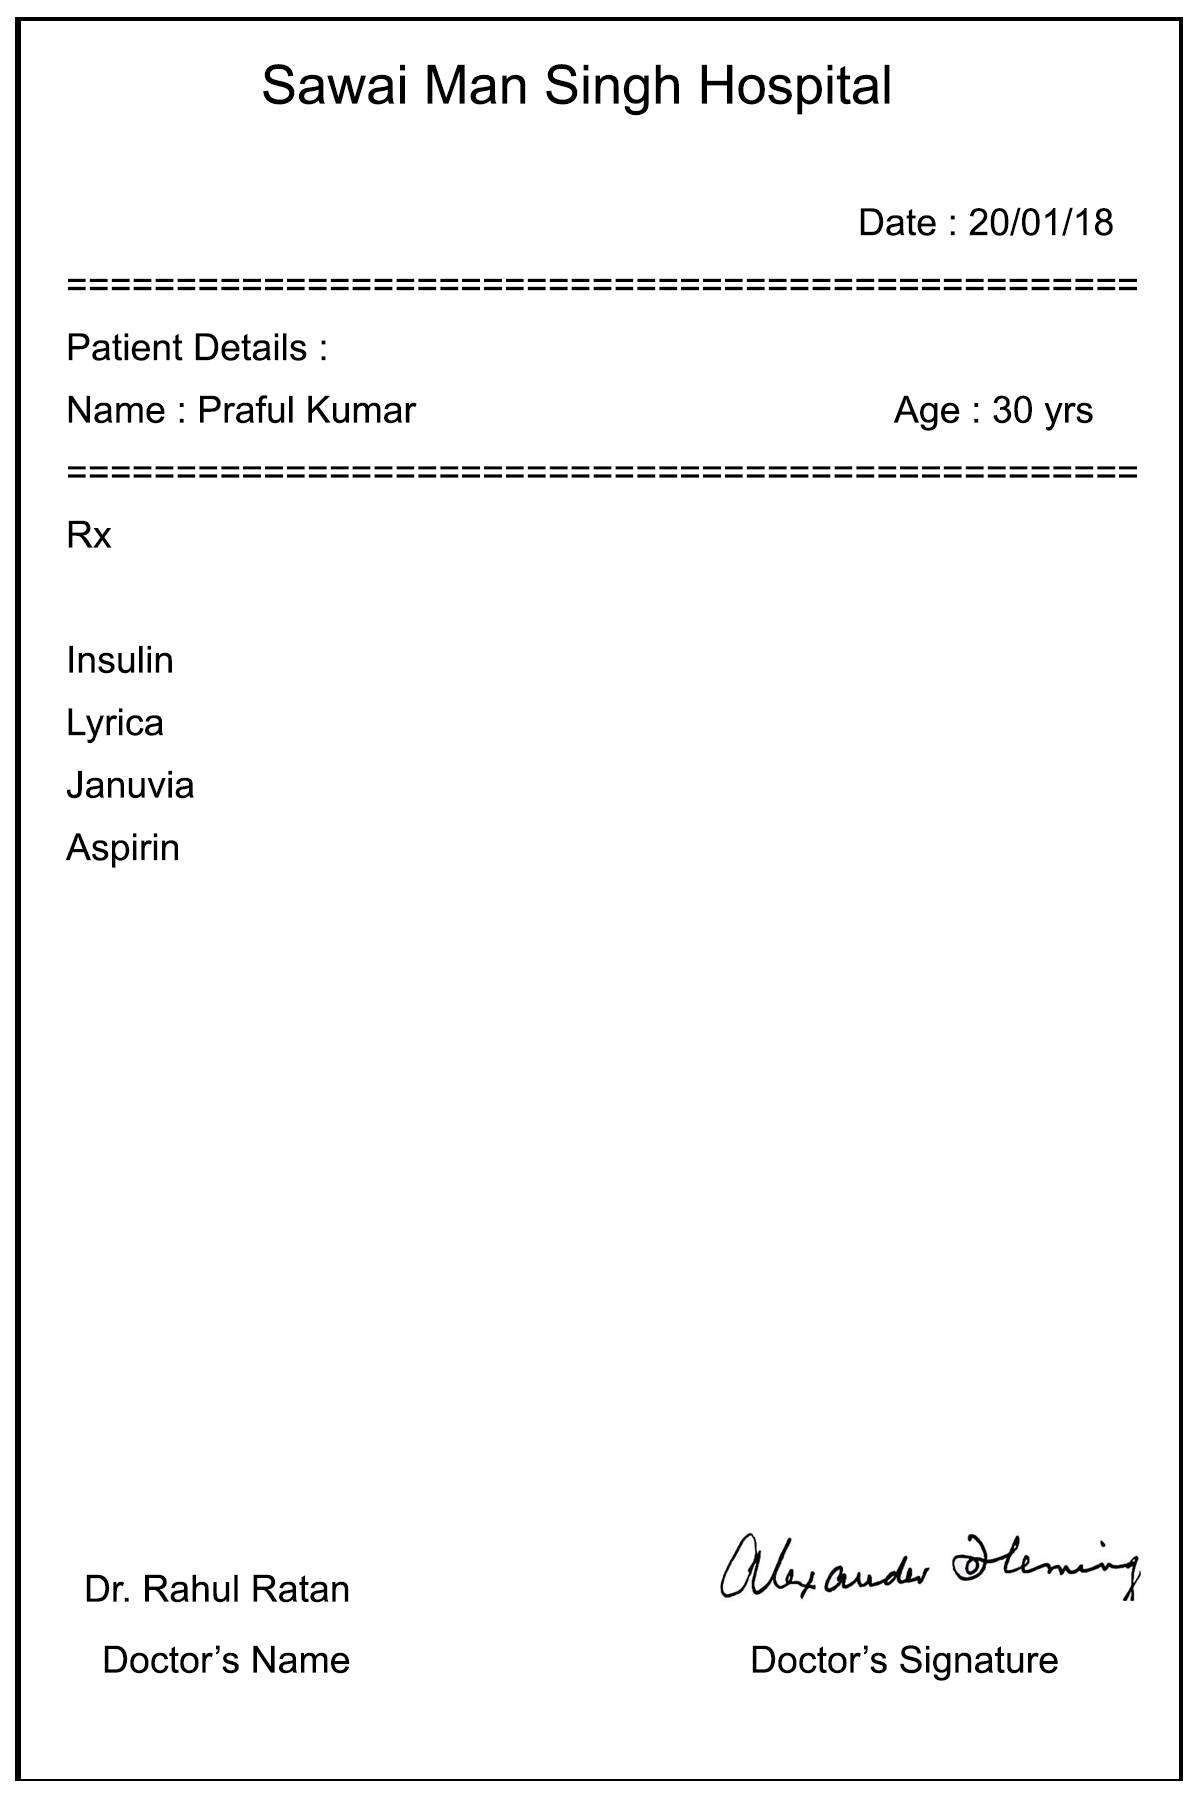 Sawai Man Singh Hospital
Date : 20/01/18
=================================================
Patient Details :
Name : Praful Kumar Age : 30 yrs
=================================================
Rx
Insulin
Lyrica
Januvia
Aspirin
Dr. Rahul Ratan Alexander Fleming
Doctor’s Name Doctor’s Signature